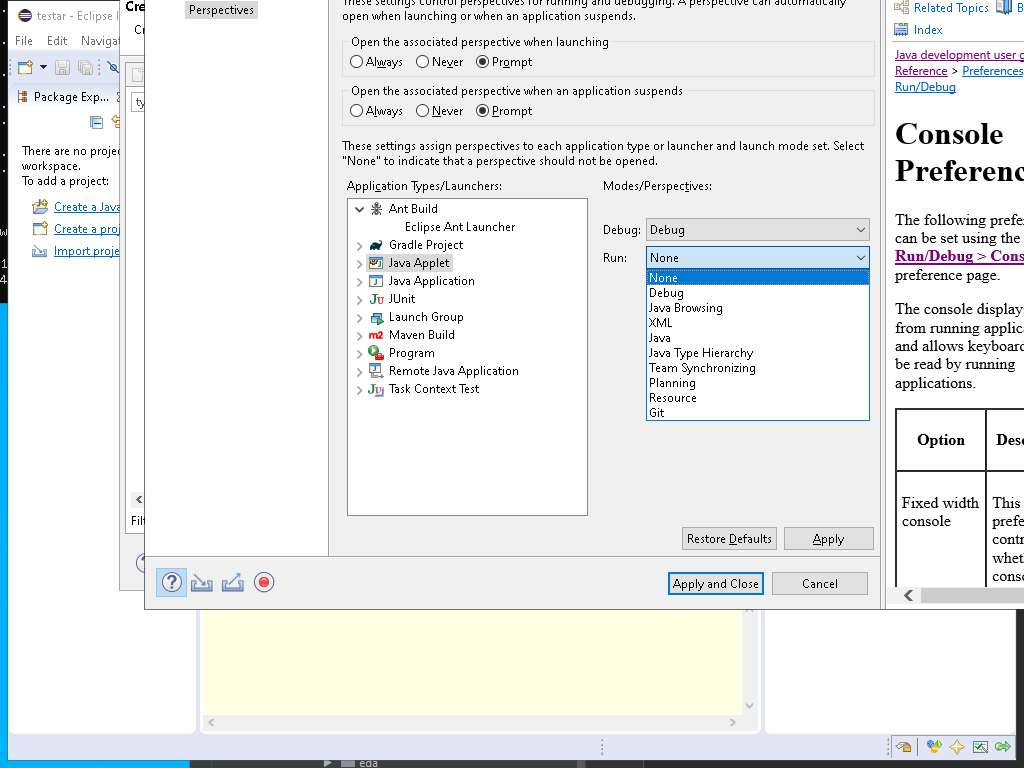 testar - Eclipse I
File Edit Navigat
Package Exp...
There are no proje
workspace.
To add a project:
Create a Java
Create a proj
Import proje
Cre
Cr
ty
Filt
Perspectives
These settings control perspectives for running and debugging. A perspective can automatically
open when launching or when an application suspends.
Open the associated perspective when launching
Always Never Prompt
Open the associated perspective when an application suspends
Always Never Prompt
These settings assign perspectives to each application type or launcher and launch mode set. Select
"None" to indicate that a perspective should not be opened.
Application Types/Launchers:
Ant Build
Eclipse Ant Launcher
Gradle Project
Java Applet
Java Application
JUnit
Launch Group
Maven Build
Program
Remote Java Application
Task Context Test
Modes/Perspectives:
Debug: Debug
Run: None
None
Debug
Java Browsing
XML
Java
Java Type Hierarchy
Team Synchronizing
Planning
Resource
Git
Restore Defaults Apply
Apply and Close Cancel
Related Topics B
Index
Java development user g
Reference > Preferences
Run/Debug
Console
Preferenc
The following prefe
can be set using the
Run/Debug > Cons
preference page.
The console display
from running applic
and allows keyboard
be read by running
applications.
Option Desc
Fixed width
console
This
prefe
contr
wheth
conso
eda